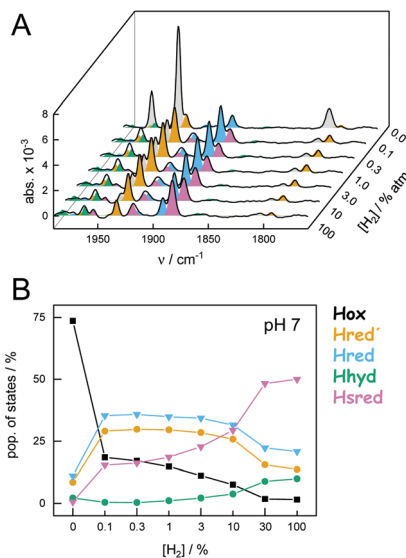 A
8
6
4
2
0
abs. x 10⁻³
1950
1900
1850
1800
ν / cm⁻¹
0.0
0.1
0.3
1.0
3.0
10
100
[H₂] / % atm
B
pH 7
75
50
25
0
pop. of states / %
0
0.1
0.3
1
3
10
30
100
[H₂] / %
Hox
Hred´
Hred
Hhyd
Hsred